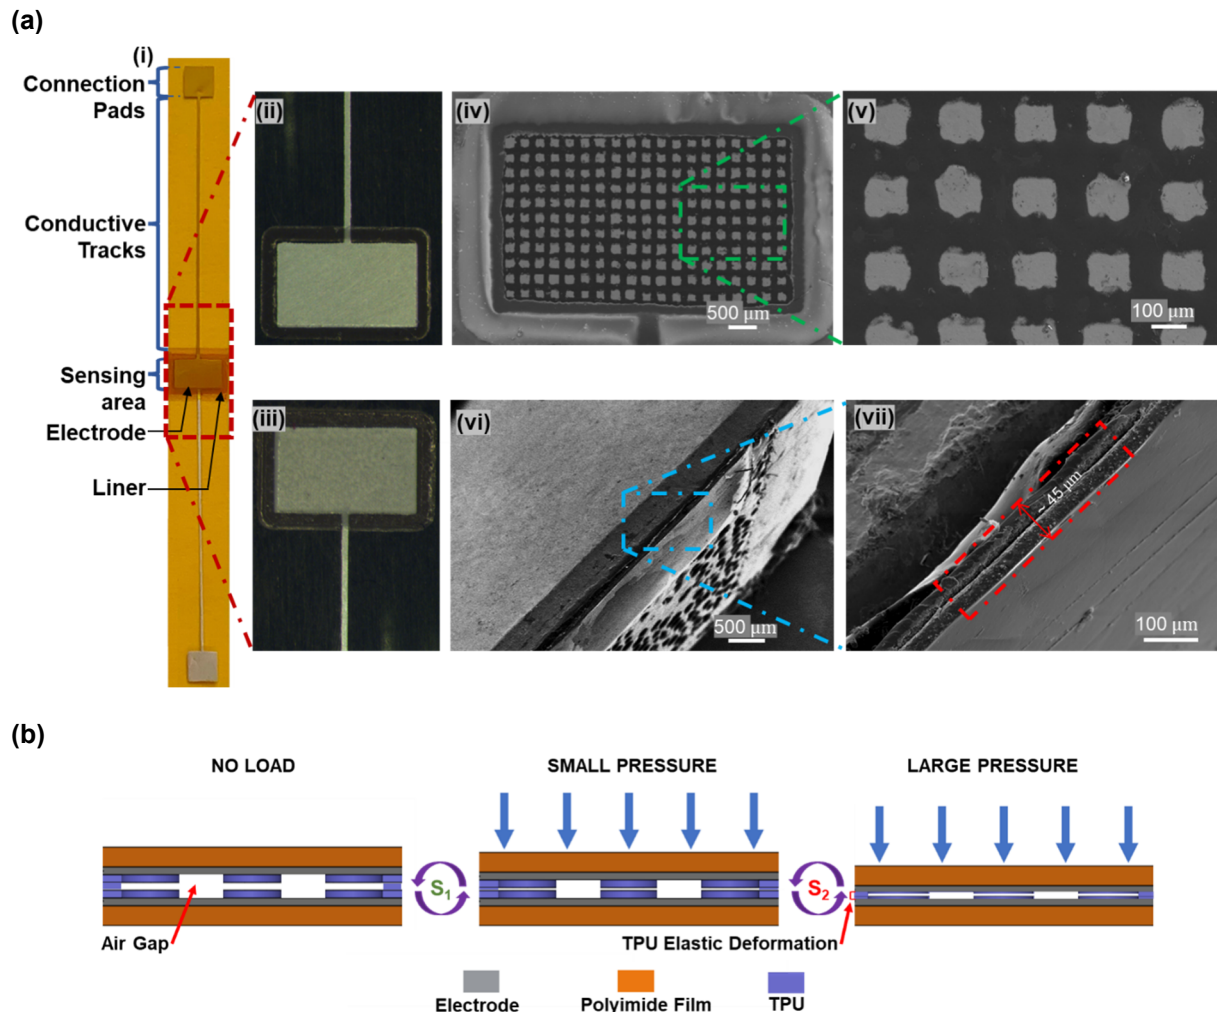 (a)
(i)
Connection
Pads
Conductive
Tracks
Sensing
area
Electrode
Liner
(ii)
(iii)
(iv)
500 μm
(v)
100 μm
(vi)
500 μm
(vii)
~ 45 μm
100 μm
(b)
NO LOAD
SMALL PRESSURE
LARGE PRESSURE
S1
S2
Air Gap
TPU Elastic Deformation
Electrode
Polyimide Film
TPU